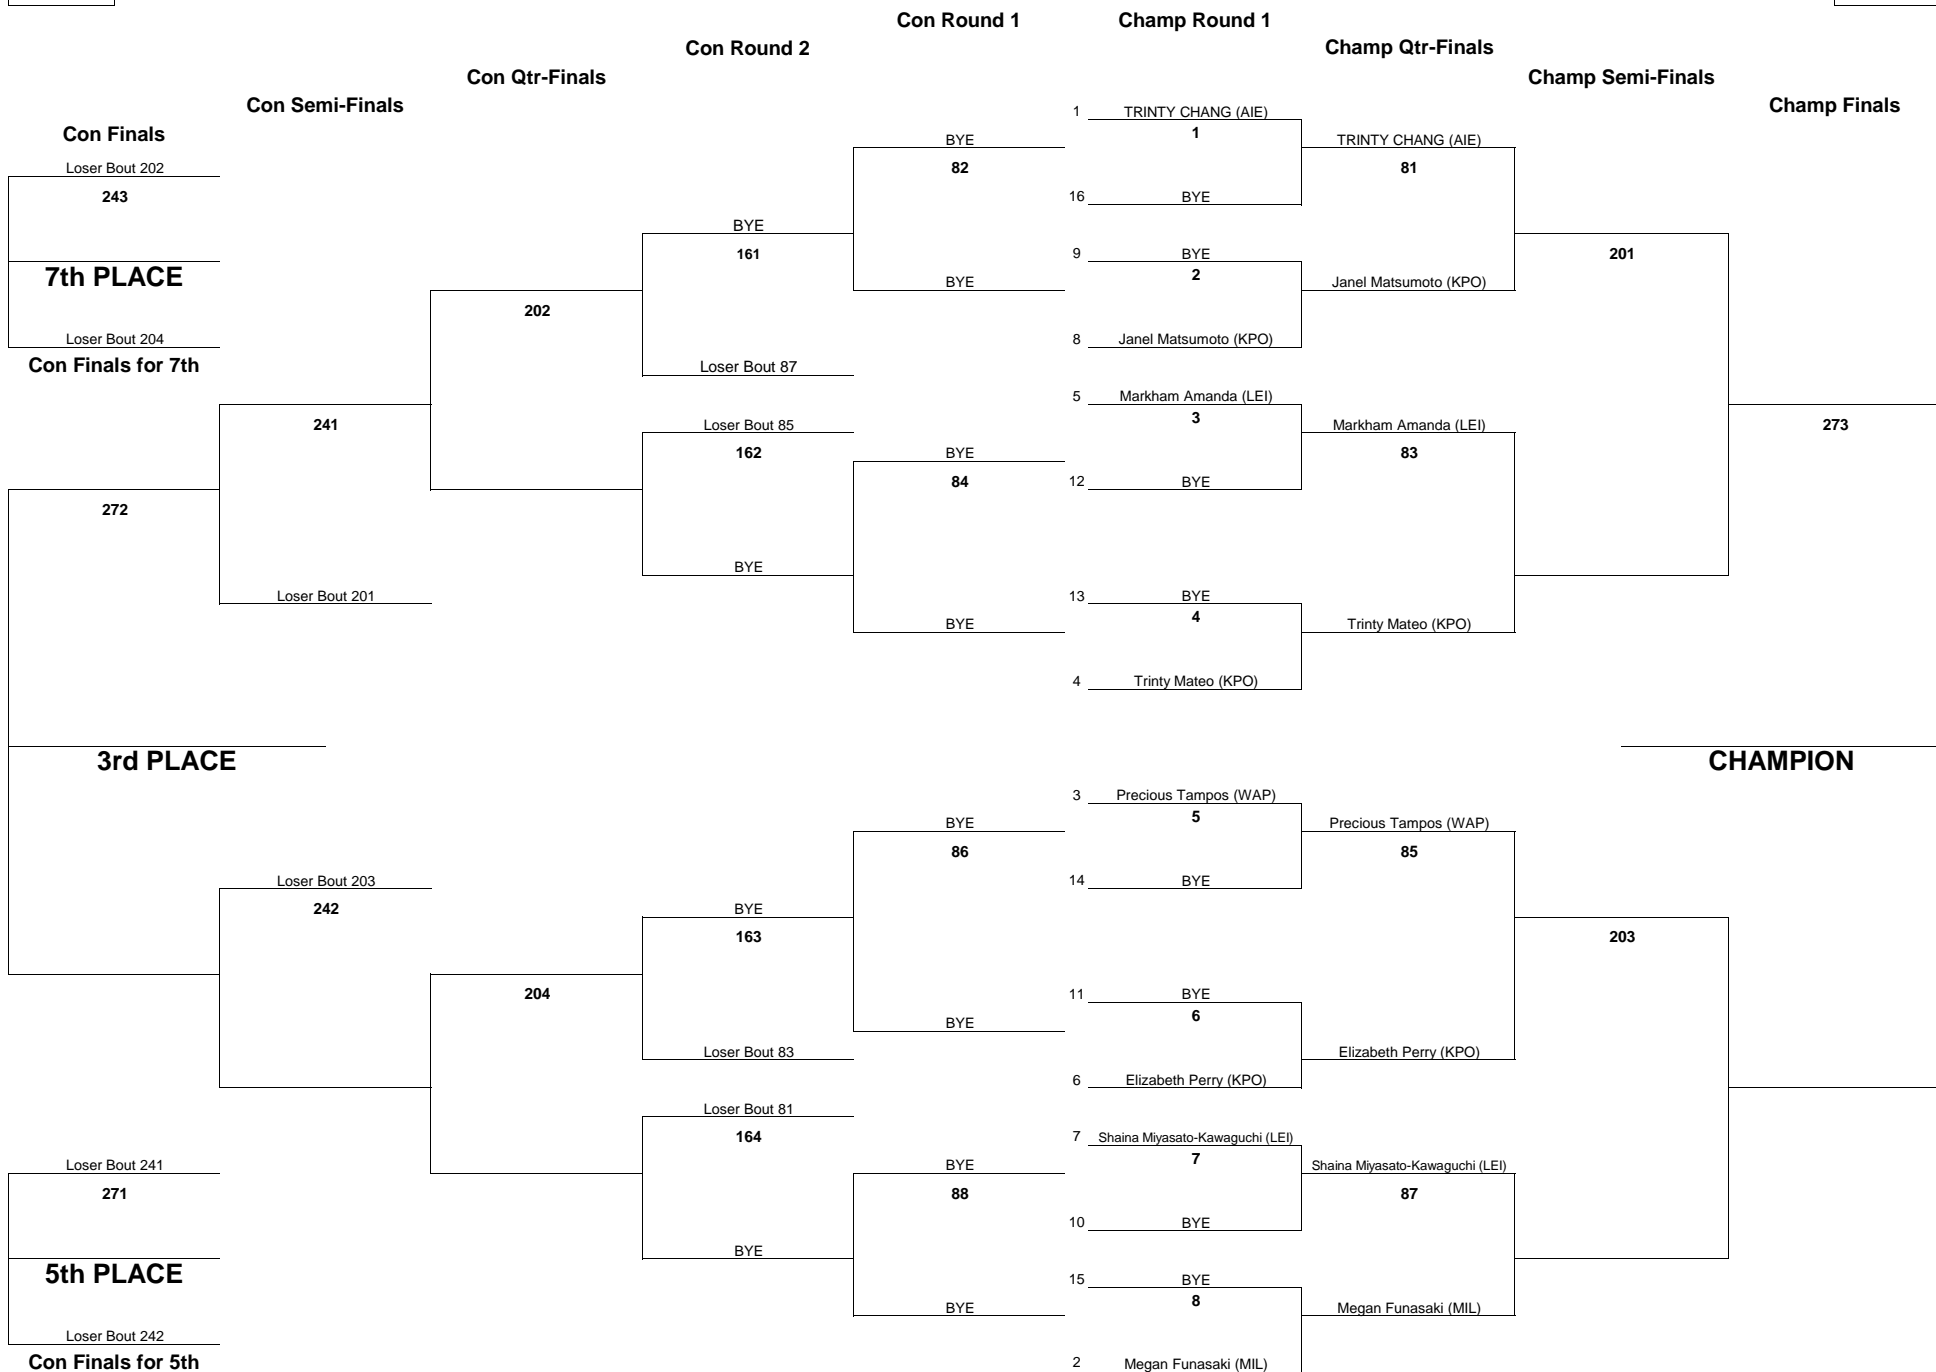 Con Round 1
Champ Round 1
Con Round 2
Champ Qtr-Finals
Con Qtr-Finals
Champ Semi-Finals
Con Semi-Finals
Champ Finals
1 TRINTY CHANG (AIE)
Con Finals
1
BYE
TRINTY CHANG (AIE)
Loser Bout 202
82
81
243
16 BYE
BYE
161
9 BYE
201
7th PLACE
2
BYE
Janel Matsumoto (KPO)
202
Loser Bout 204
8 Janel Matsumoto (KPO)
Con Finals for 7th
Loser Bout 87
5 Markham Amanda (LEI)
3
241
Loser Bout 85
Markham Amanda (LEI)
273
162
BYE
83
84
12 BYE
272
BYE
Loser Bout 201
13 BYE
4
BYE
Trinty Mateo (KPO)
4 Trinty Mateo (KPO)
3rd PLACE
CHAMPION
3 Precious Tampos (WAP)
5
BYE
Precious Tampos (WAP)
86
85
Loser Bout 203
14 BYE
242
BYE
163
203
204
11 BYE
6
BYE
Loser Bout 83
Elizabeth Perry (KPO)
6 Elizabeth Perry (KPO)
Loser Bout 81
164
7 Shaina Miyasato-Kawaguchi (LEI)
7
Loser Bout 241
BYE
Shaina Miyasato-Kawaguchi (LEI)
271
88
87
10 BYE
BYE
5th PLACE
15 BYE
8
BYE
Megan Funasaki (MIL)
Loser Bout 242
Con Finals for 5th
2 Megan Funasaki (MIL)